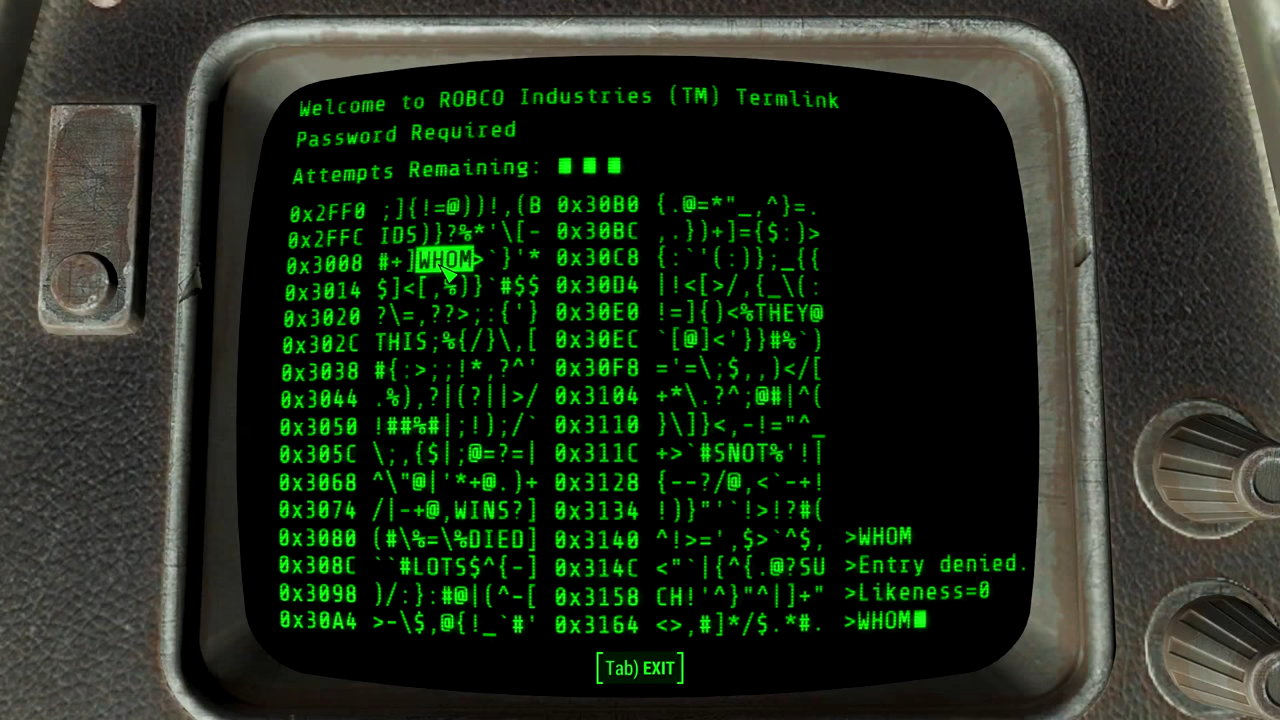 Welcome to ROBCO Industries (TM) Termlink
Password Required
Attempts Remaining: ■ ■ ■
0x2FF0 ;]{!=@))!,(B 0x30B0 {.@=*"_,^}=.
0x2FFC IDS)}?%*'\[- 0x30BC ,.})+]={$:}>
0x3008 #+]WHOM>`}'* 0x30C8 {:`'(:)};_{{
0x3014 $]<[,%)}`#$$ 0x30D4 |!<[>/,{_\(:
0x3020 ?\=,??>;:{'} 0x30E0 !=]{()<%THEY@
0x302C THIS;%{/}\,[ 0x30EC `[@]<'}}#%`)
0x3038 #{:>;;!*,?^' 0x30F8 ='=\;$,,)</[
0x3044 .%),?|(?||>/ 0x3104 +*\.?^;@#|^(
0x3050 !##%#|;!);/` 0x3110 }\]}<,-!="^_
0x305C \;,{$|;@=?=| 0x311C +>`#SNOT%'!|
0x3068 ^\"@|'*+@.)+ 0x3128 {--?/@,<`-+!
0x3074 /|-+@,WINS?] 0x3134 !)}"'`!>!?#(
0x3080 (#\%=\%DIED] 0x3140 ^!>=',$>`^$, >WHOM
0x308C ``#LOTS$^{-] 0x314C <"`|{^{.@?SU >Entry denied.
0x3098 )/:}:#@|(^-[ 0x3158 CH!'^}"^|]+" >Likeness=0
0x30A4 >-\$,@{!_`#' 0x3164 <>,#]*/$.*#. >WHOM■
[Tab) EXIT]